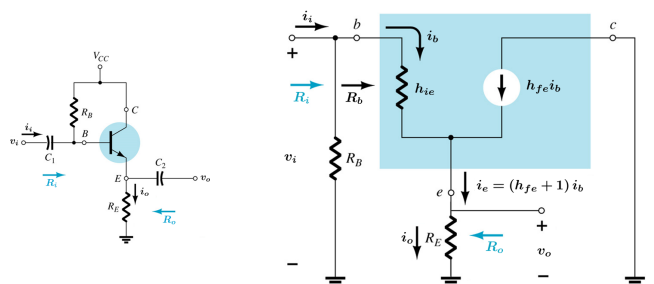 V_CC
R_B
C
i_i
B
v_i
C_1
R_i
E
C_2
v_o
i_o
R_E
R_o
i_i
b
i_b
c
+
R_i
R_b
h_ie
h_fe i_b
v_i
R_B
e
i_e = (h_fe + 1) i_b
i_o
R_E
R_o
+
v_o
−
−